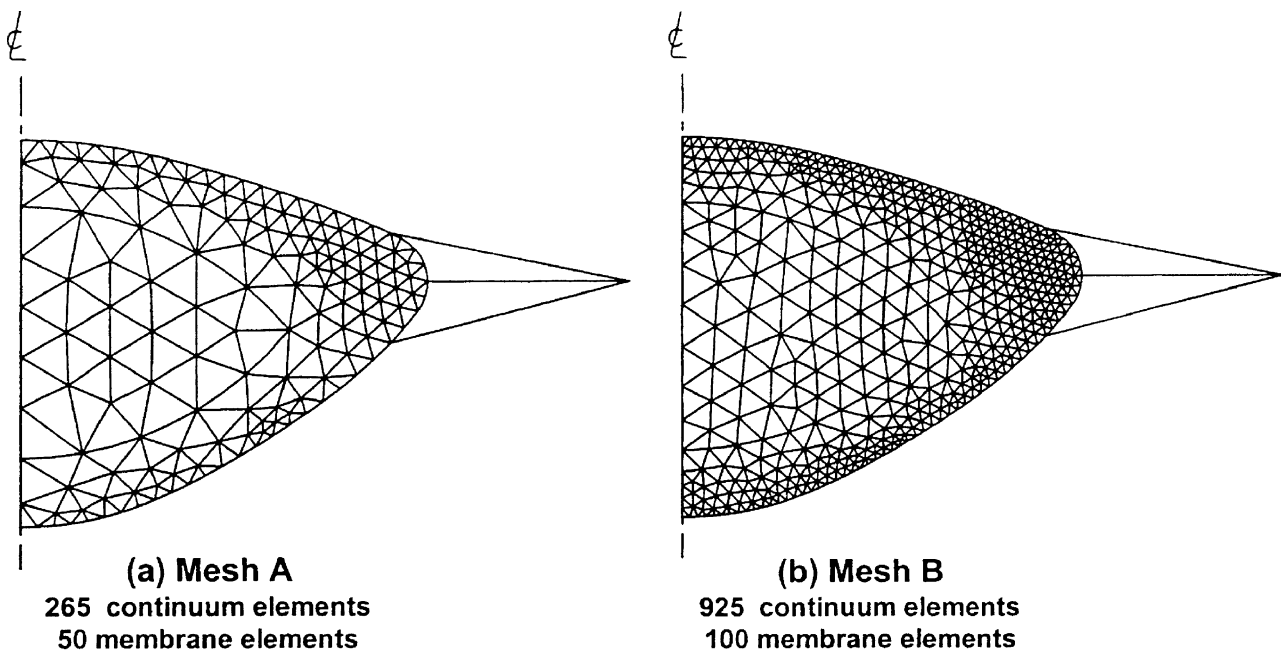 ℄ ℄
(a) Mesh A
265 continuum elements
50 membrane elements
(b) Mesh B
925 continuum elements
100 membrane elements